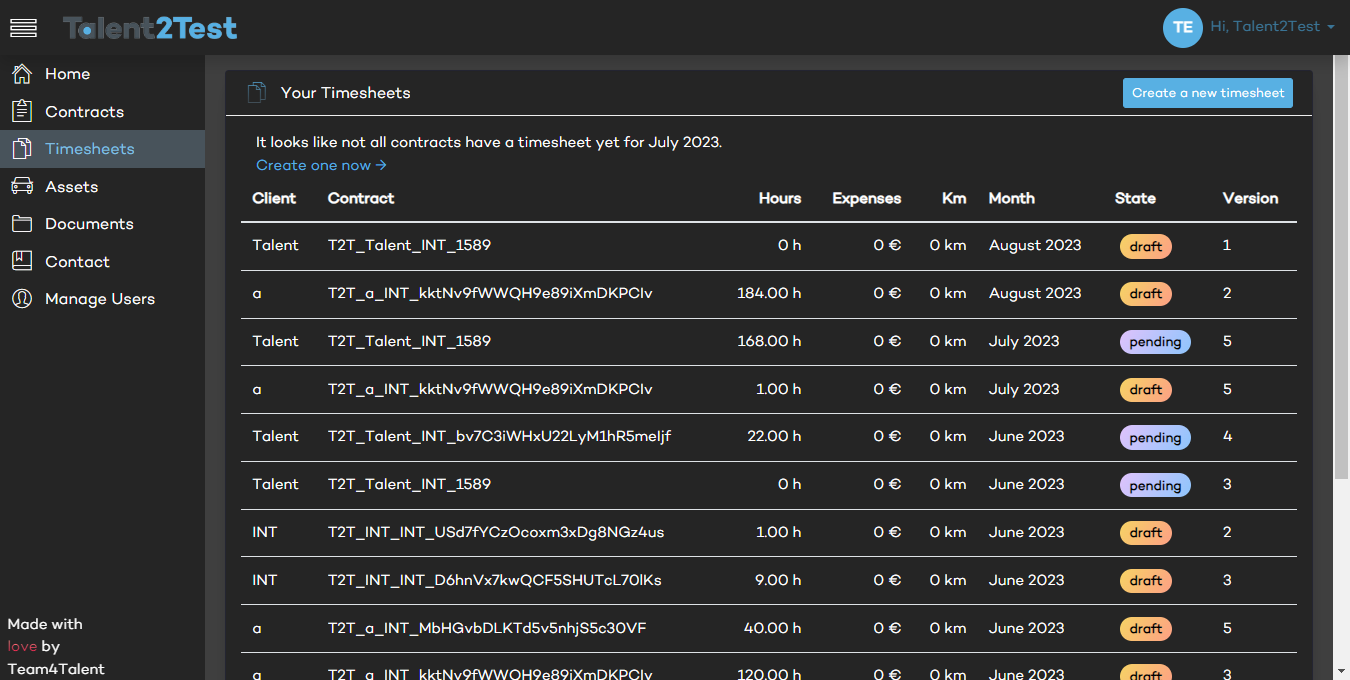 Talent2Test
TE Hi, Talent2Test
Home
Contracts
Timesheets
Assets
Documents
Contact
Manage Users
Made with
love by
Team4Talent
Your Timesheets Create a new timesheet
It looks like not all contracts have a timesheet yet for July 2023.
Create one now →
Client Contract Hours Expenses Km Month State Version
Talent T2T_Talent_INT_1589 0 h 0 € 0 km August 2023 draft 1
a T2T_a_INT_kktNv9fWWQH9e89iXmDKPClv 184.00 h 0 € 0 km August 2023 draft 2
Talent T2T_Talent_INT_1589 168.00 h 0 € 0 km July 2023 pending 5
a T2T_a_INT_kktNv9fWWQH9e89iXmDKPClv 1.00 h 0 € 0 km July 2023 draft 5
Talent T2T_Talent_INT_bv7C3iWHxU22LyM1hR5meIjf 22.00 h 0 € 0 km June 2023 pending 4
Talent T2T_Talent_INT_1589 0 h 0 € 0 km June 2023 pending 3
INT T2T_INT_INT_USd7fYCzOcoxm3xDg8NGz4us 1.00 h 0 € 0 km June 2023 draft 2
INT T2T_INT_INT_D6hnVx7kwQCF5SHUTcL70lKs 9.00 h 0 € 0 km June 2023 draft 3
a T2T_a_INT_MbHGvbDLKTd5v5nhjS5c30VF 40.00 h 0 € 0 km June 2023 draft 5
a T2T_a_INT_kktNv9fWWQH9e89iXmDKPClv 120.00 h 0 € 0 km June 2023 draft 3